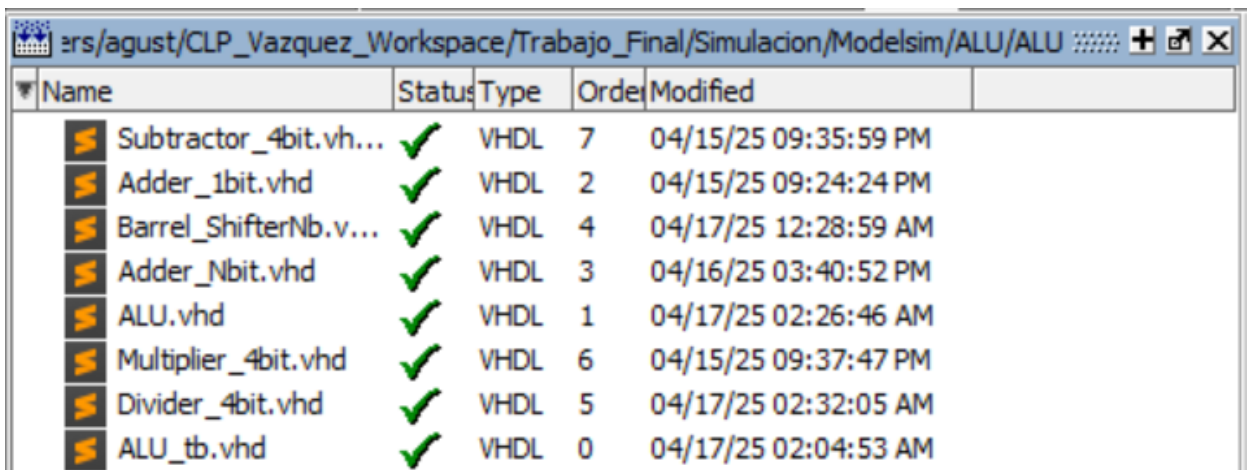 ers/agust/CLP_Vazquez_Workspace/Trabajo_Final/Simulacion/Modelsim/ALU/ALU
Name Status Type Order Modified
Subtractor_4bit.vh... VHDL 7 04/15/25 09:35:59 PM
Adder_1bit.vhd VHDL 2 04/15/25 09:24:24 PM
Barrel_ShifterNb.v... VHDL 4 04/17/25 12:28:59 AM
Adder_Nbit.vhd VHDL 3 04/16/25 03:40:52 PM
ALU.vhd VHDL 1 04/17/25 02:26:46 AM
Multiplier_4bit.vhd VHDL 6 04/15/25 09:37:47 PM
Divider_4bit.vhd VHDL 5 04/17/25 02:32:05 AM
ALU_tb.vhd VHDL 0 04/17/25 02:04:53 AM